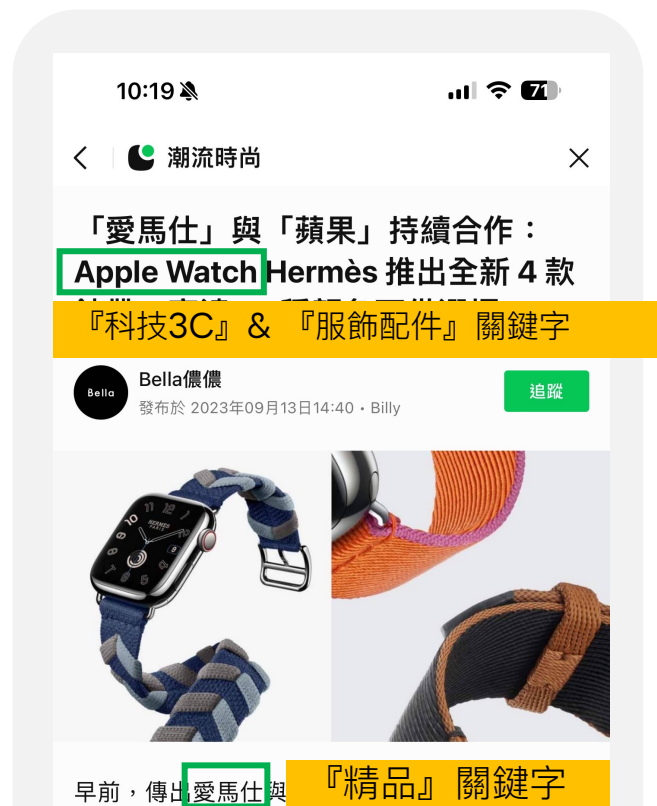 10:19
71
潮流時尚
「愛馬仕」與「蘋果」持續合作：
Apple Watch Hermès 推出全新 4 款
『科技3C』& 『服飾配件』關鍵字
Bella
Bella儂儂
發布於 2023年09月13日14:40・Billy
追蹤
HERMÈS
PARIS
早前，傳出愛馬仕與
『精品』關鍵字